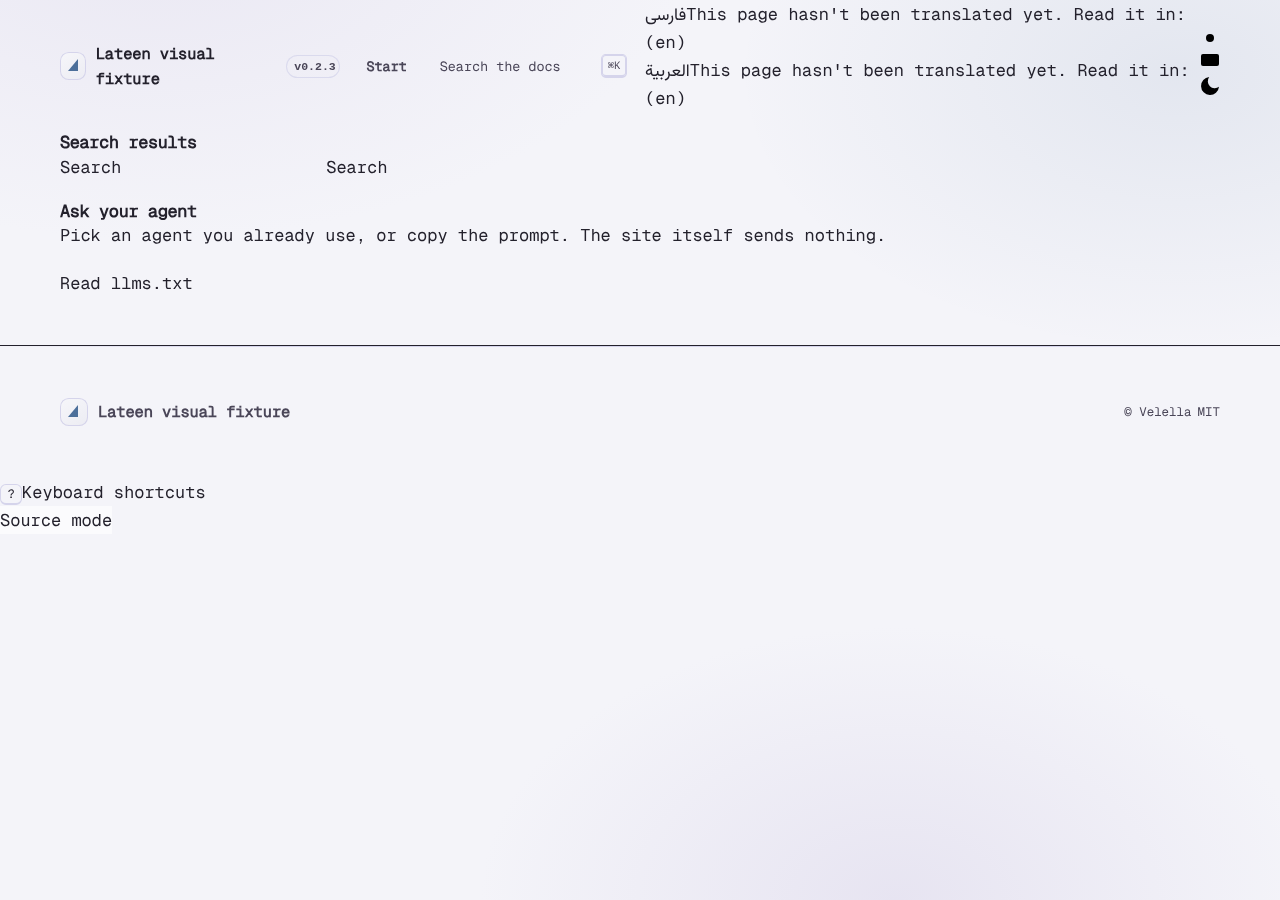 Lateen visual
fixture
v0.2.3
Start
Search the docs
⌘K
فارسیThis page hasn't been translated yet. Read it in:
(en)
العربيةThis page hasn't been translated yet. Read it in:
(en)
Search results
Search
Search
Ask your agent
Pick an agent you already use, or copy the prompt. The site itself sends nothing.
Read llms.txt
Lateen visual fixture
© Velella MIT
?Keyboard shortcuts
Source mode